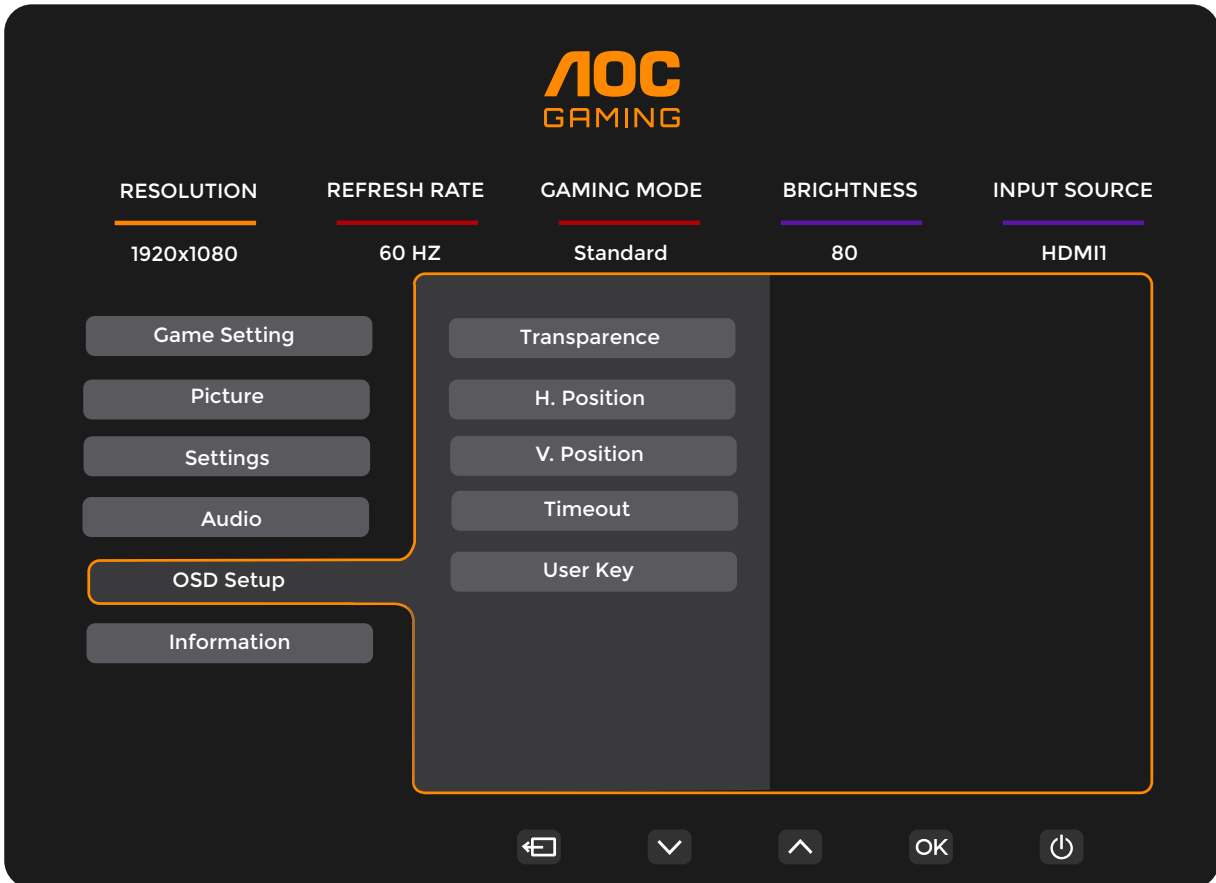 AOC
GAMING
RESOLUTION REFRESH RATE GAMING MODE BRIGHTNESS INPUT SOURCE
1920x1080 60 HZ Standard 80 HDMI1
Game Setting Transparence
Picture H. Position
Settings V. Position
Audio Timeout
OSD Setup User Key
Information
OK